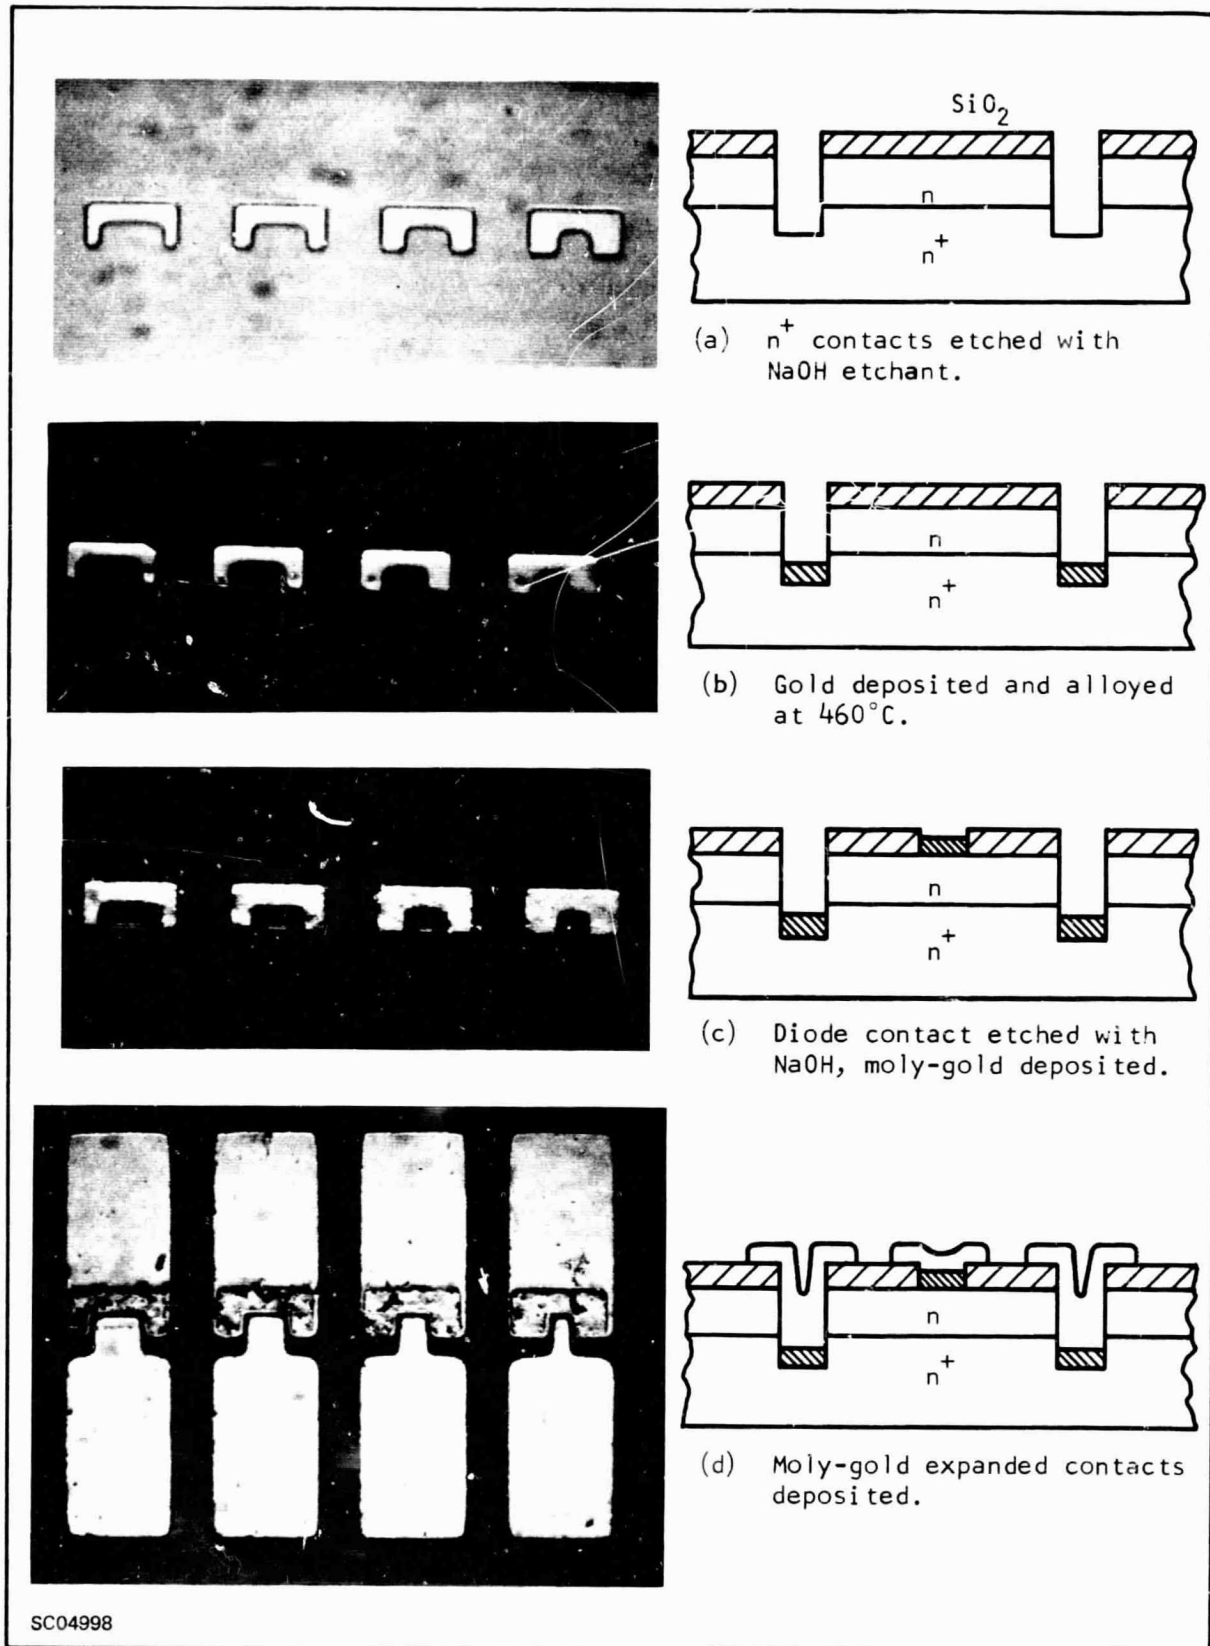 SiO₂
n
n⁺
(a) n⁺ contacts etched with
NaOH etchant.
n
n⁺
(b) Gold deposited and alloyed
at 460°C.
n
n⁺
(c) Diode contact etched with
NaOH, moly-gold deposited.
n
n⁺
(d) Moly-gold expanded contacts
deposited.
SC04998